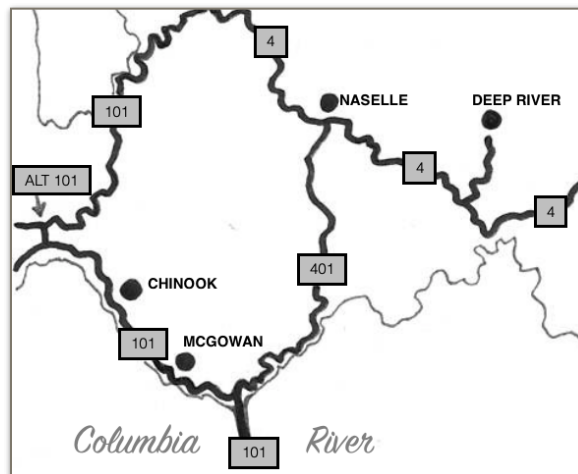 4
NASELLE
DEEP RIVER
101
4
ALT 101
4
401
CHINOOK
101
MCGOWAN
Columbia River
101